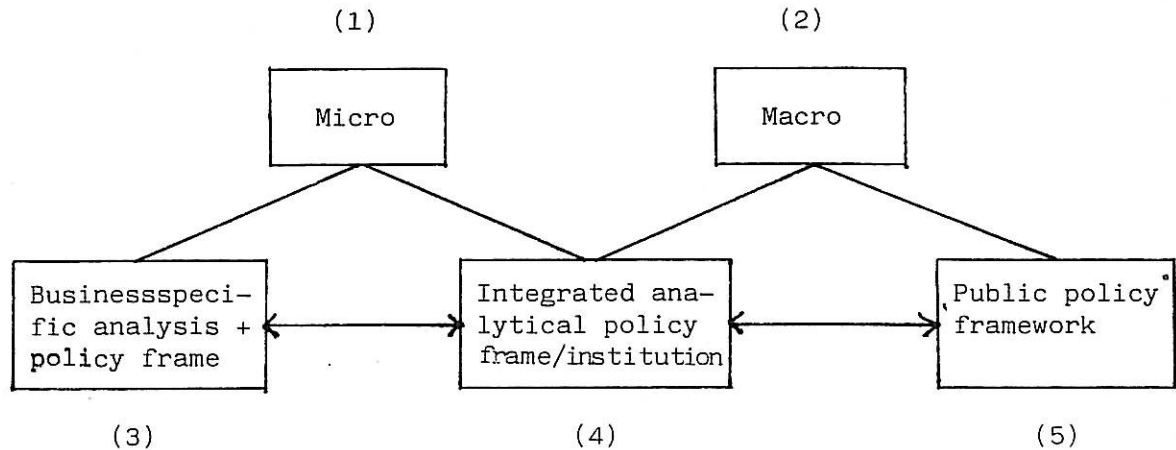 (1)
(2)
Micro
Macro
Businessspeci-
fic analysis +
policy frame
Integrated ana-
lytical policy
frame/institution
Public policy
framework
(3)
(4)
(5)